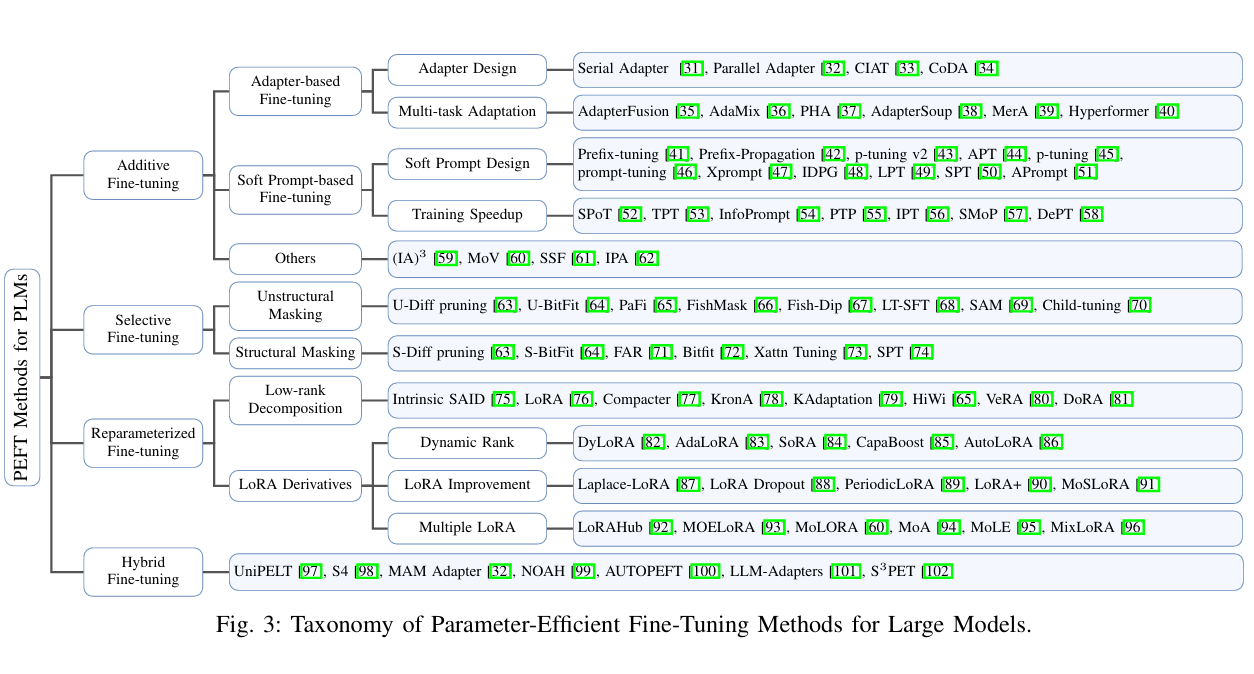 PEFT Methods for PLMs
Additive
Fine-tuning
Adapter-based
Fine-tuning
Adapter Design
Serial Adapter [31], Parallel Adapter [32], CIAT [33], CoDA [34]
Multi-task Adaptation
AdapterFusion [35], AdaMix [36], PHA [37], AdapterSoup [38], MerA [39], Hyperformer [40]
Soft Prompt-based
Fine-tuning
Soft Prompt Design
Prefix-tuning [41], Prefix-Propagation [42], p-tuning v2 [43], APT [44], p-tuning [45],
prompt-tuning [46], Xprompt [47], IDPG [48], LPT [49], SPT [50], APrompt [51]
Training Speedup
SPoT [52], TPT [53], InfoPrompt [54], PTP [55], IPT [56], SMoP [57], DePT [58]
Others
(IA)³ [59], MoV [60], SSF [61], IPA [62]
Selective
Fine-tuning
Unstructural
Masking
U-Diff pruning [63], U-BitFit [64], PaFi [65], FishMask [66], Fish-Dip [67], LT-SFT [68], SAM [69], Child-tuning [70]
Structural Masking
S-Diff pruning [63], S-BitFit [64], FAR [71], Bitfit [72], Xattn Tuning [73], SPT [74]
Reparameterized
Fine-tuning
Low-rank
Decomposition
Intrinsic SAID [75], LoRA [76], Compacter [77], KronA [78], KAdaptation [79], HiWi [65], VeRA [80], DoRA [81]
LoRA Derivatives
Dynamic Rank
DyLoRA [82], AdaLoRA [83], SoRA [84], CapaBoost [85], AutoLoRA [86]
LoRA Improvement
Laplace-LoRA [87], LoRA Dropout [88], PeriodicLoRA [89], LoRA+ [90], MoSLoRA [91]
Multiple LoRA
LoRAHub [92], MOELoRA [93], MoLORA [60], MoA [94], MoLE [95], MixLoRA [96]
Hybrid
Fine-tuning
UniPELT [97], S4 [98], MAM Adapter [32], NOAH [99], AUTOPEFT [100], LLM-Adapters [101], S³PET [102]
Fig. 3: Taxonomy of Parameter-Efficient Fine-Tuning Methods for Large Models.